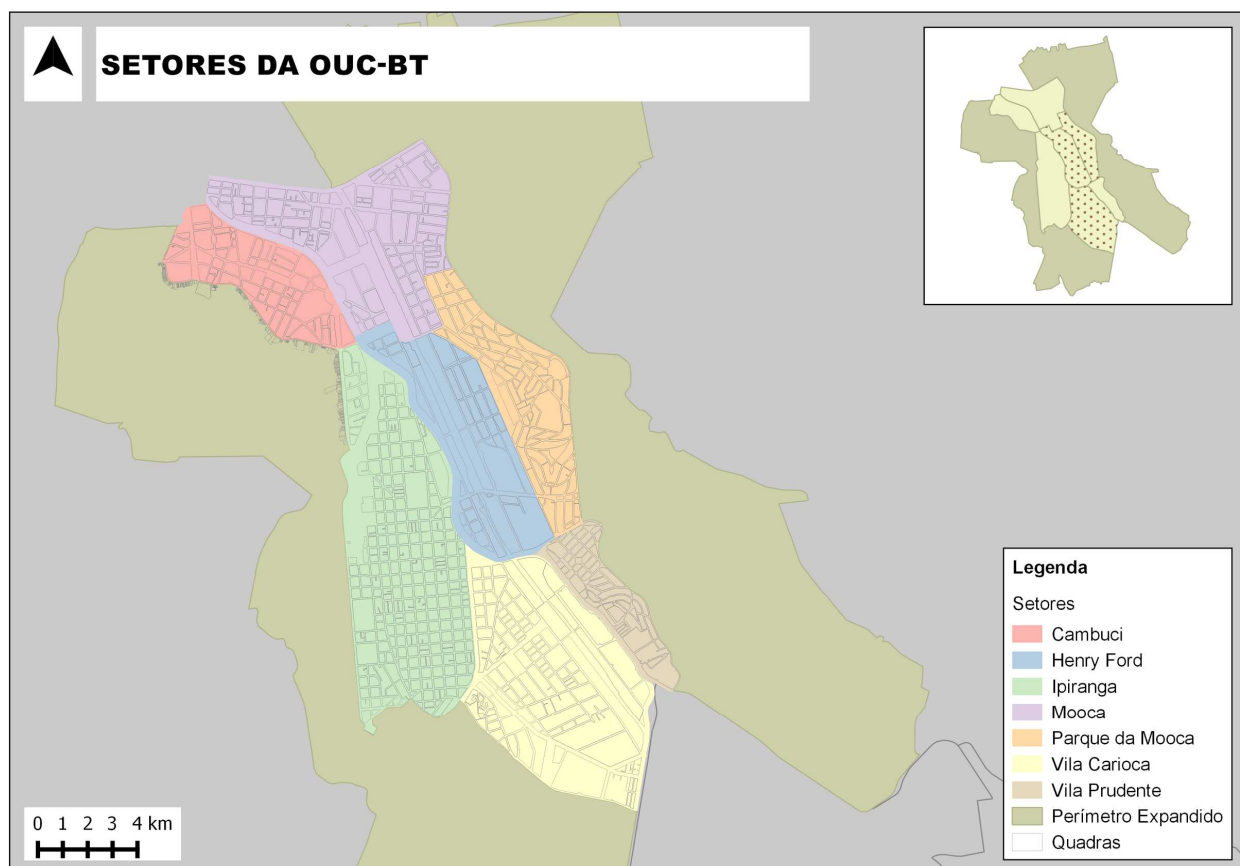 SETORES DA OUC-BT
Legenda
Setores
Cambuci
Henry Ford
Ipiranga
Mooca
Parque da Mooca
Vila Carioca
Vila Prudente
Perímetro Expandido
Quadras
0 1 2 3 4 km